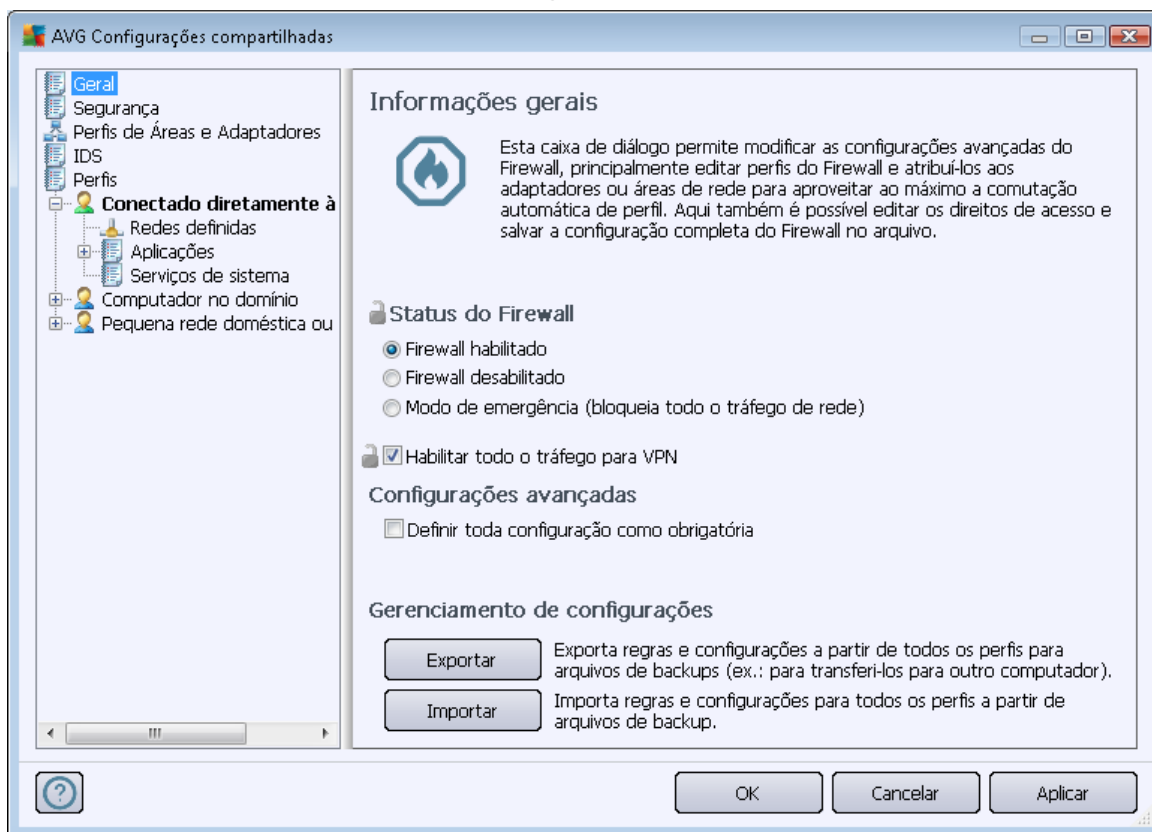 AVG Configurações compartilhadas
Geral
Segurança
Perfis de Áreas e Adaptadores
IDS
Perfis
Conectado diretamente à
Redes definidas
Aplicações
Serviços de sistema
Computador no domínio
Pequena rede doméstica ou
Informações gerais
Esta caixa de diálogo permite modificar as configurações avançadas do
Firewall, principalmente editar perfis do Firewall e atribuí-los aos
adaptadores ou áreas de rede para aproveitar ao máximo a comutação
automática de perfil. Aqui também é possível editar os direitos de acesso e
salvar a configuração completa do Firewall no arquivo.
Status do Firewall
Firewall habilitado
Firewall desabilitado
Modo de emergência (bloqueia todo o tráfego de rede)
Habilitar todo o tráfego para VPN
Configurações avançadas
Definir toda configuração como obrigatória
Gerenciamento de configurações
Exportar
Exporta regras e configurações a partir de todos os perfis para
arquivos de backups (ex.: para transferi-los para outro computador).
Importar
Importa regras e configurações para todos os perfis a partir de
arquivos de backup.
OK
Cancelar
Aplicar